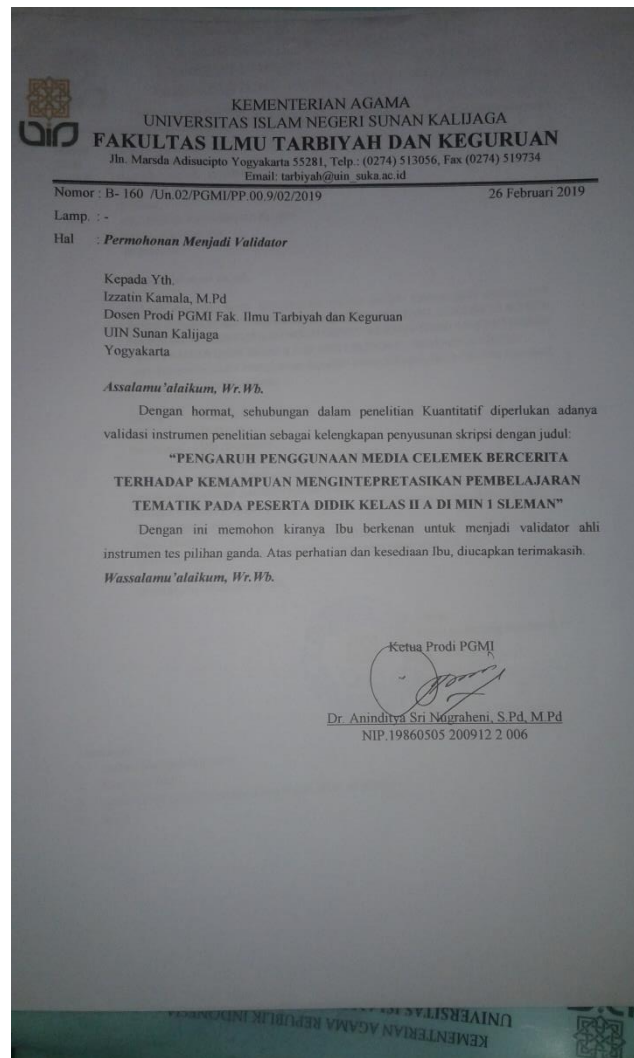 KEMENTERIAN AGAMA
UNIVERSITAS ISLAM NEGERI SUNAN KALIJAGA
FAKULTAS ILMU TARBIYAH DAN KEGURUAN
Jln. Marsda Adisucipto Yogyakarta 55281, Telp.: (0274) 513056, Fax (0274) 519734
Email: tarbiyah@uin_suka.ac.id
Nomor : B- 160 /Un.02/PGMI/PP.00.9/02/2019 26 Februari 2019
Lamp. : -
Hal : Permohonan Menjadi Validator
Kepada Yth.
Izzatin Kamala, M.Pd
Dosen Prodi PGMI Fak. Ilmu Tarbiyah dan Keguruan
UIN Sunan Kalijaga
Yogyakarta
Assalamu'alaikum, Wr.Wb.
Dengan hormat, sehubungan dalam penelitian Kuantitatif diperlukan adanya
validasi instrumen penelitian sebagai kelengkapan penyusunan skripsi dengan judul:
"PENGARUH PENGGUNAAN MEDIA CELEMEK BERCERITA
TERHADAP KEMAMPUAN MENGINTEPRETASIKAN PEMBELAJARAN
TEMATIK PADA PESERTA DIDIK KELAS II A DI MIN 1 SLEMAN"
Dengan ini memohon kiranya Ibu berkenan untuk menjadi validator ahli
instrumen tes pilihan ganda. Atas perhatian dan kesediaan Ibu, diucapkan terimakasih.
Wassalamu'alaikum, Wr.Wb.
Ketua Prodi PGMI
Dr. Aninditya Sri Nugraheni, S.Pd, M.Pd
NIP.19860505 200912 2 006
UNIVERSITAS
KEMENTERIAN AGAMA REPUBLIK INDONESIA